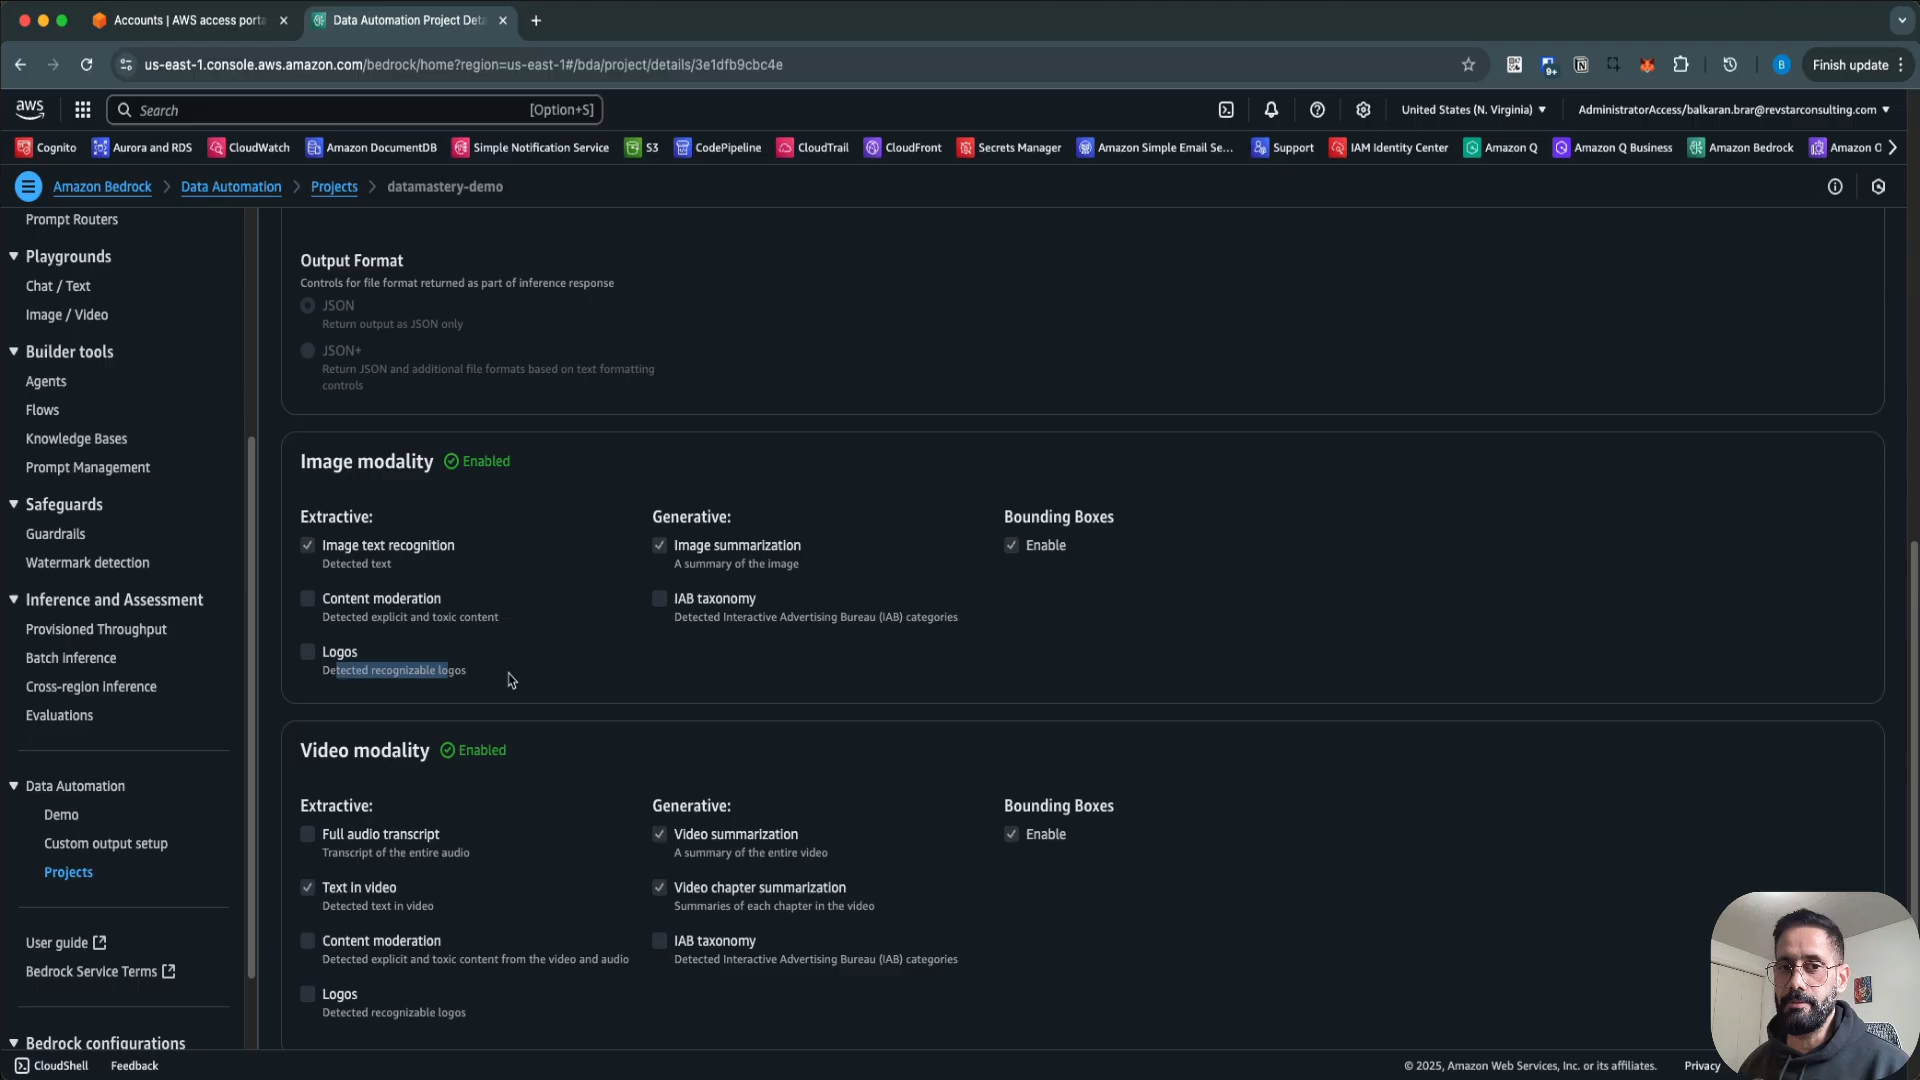 Accounts | AWS access porta
Data Automation Project Deta
us-east-1.console.aws.amazon.com/bedrock/home?region=us-east-1#/bda/project/details/3e1dfb9cbc4e
9+
B
Finish update
aws
Search
[Option+S]
United States (N. Virginia)
AdministratorAccess/balkaran.brar@revstarconsulting.com
Cognito
Aurora and RDS
CloudWatch
Amazon DocumentDB
Simple Notification Service
S3
CodePipeline
CloudTrail
CloudFront
Secrets Manager
Amazon Simple Email Se...
Support
IAM Identity Center
Amazon Q
Amazon Q Business
Amazon Bedrock
Amazon O
Amazon Bedrock
Data Automation
Projects
datamastery-demo
Prompt Routers
Playgrounds
Chat / Text
Image / Video
Builder tools
Agents
Flows
Knowledge Bases
Prompt Management
Safeguards
Guardrails
Watermark detection
Inference and Assessment
Provisioned Throughput
Batch inference
Cross-region inference
Evaluations
Data Automation
Demo
Custom output setup
Projects
User guide
Bedrock Service Terms
Bedrock configurations
Output Format
Controls for file format returned as part of inference response
JSON
Return output as JSON only
JSON+
Return JSON and additional file formats based on text formatting
controls
Image modality
Enabled
Extractive:
Image text recognition
Detected text
Content moderation
Detected explicit and toxic content
Logos
Detected recognizable logos
Generative:
Image summarization
A summary of the image
IAB taxonomy
Detected Interactive Advertising Bureau (IAB) categories
Bounding Boxes
Enable
Video modality
Enabled
Extractive:
Full audio transcript
Transcript of the entire audio
Text in video
Detected text in video
Content moderation
Detected explicit and toxic content from the video and audio
Logos
Detected recognizable logos
Generative:
Video summarization
A summary of the entire video
Video chapter summarization
Summaries of each chapter in the video
IAB taxonomy
Detected Interactive Advertising Bureau (IAB) categories
Bounding Boxes
Enable
CloudShell
Feedback
© 2025, Amazon Web Services, Inc. or its affiliates.
Privacy